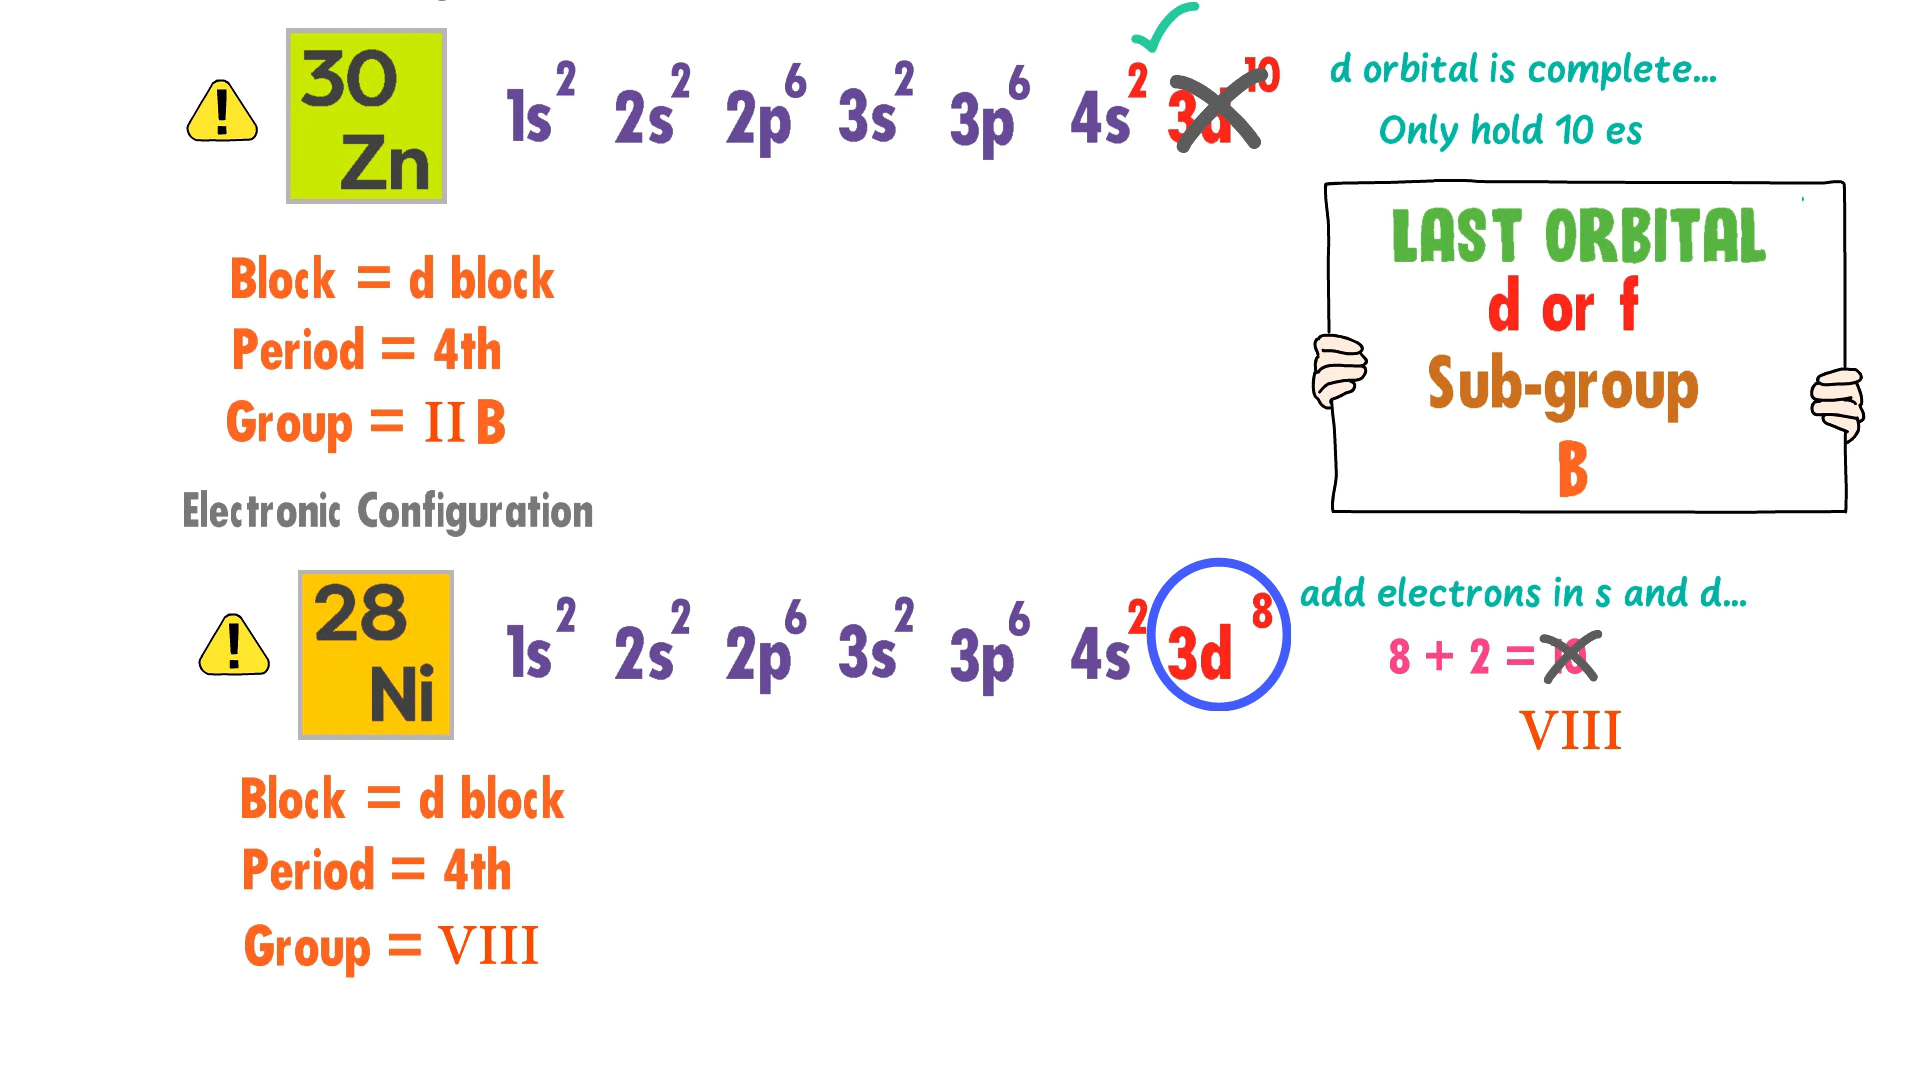 30
Zn
1s² 2s² 2p⁶ 3s² 3p⁶ 4s² 3d¹⁰
d orbital is complete...
Only hold 10 es
LAST ORBITAL
d or f
Sub-group
B
Block = d block
Period = 4th
Group = II B
Electronic Configuration
28
Ni
1s² 2s² 2p⁶ 3s² 3p⁶ 4s² 3d⁸
add electrons in s and d...
8 + 2 =
VIII
Block = d block
Period = 4th
Group = VIII